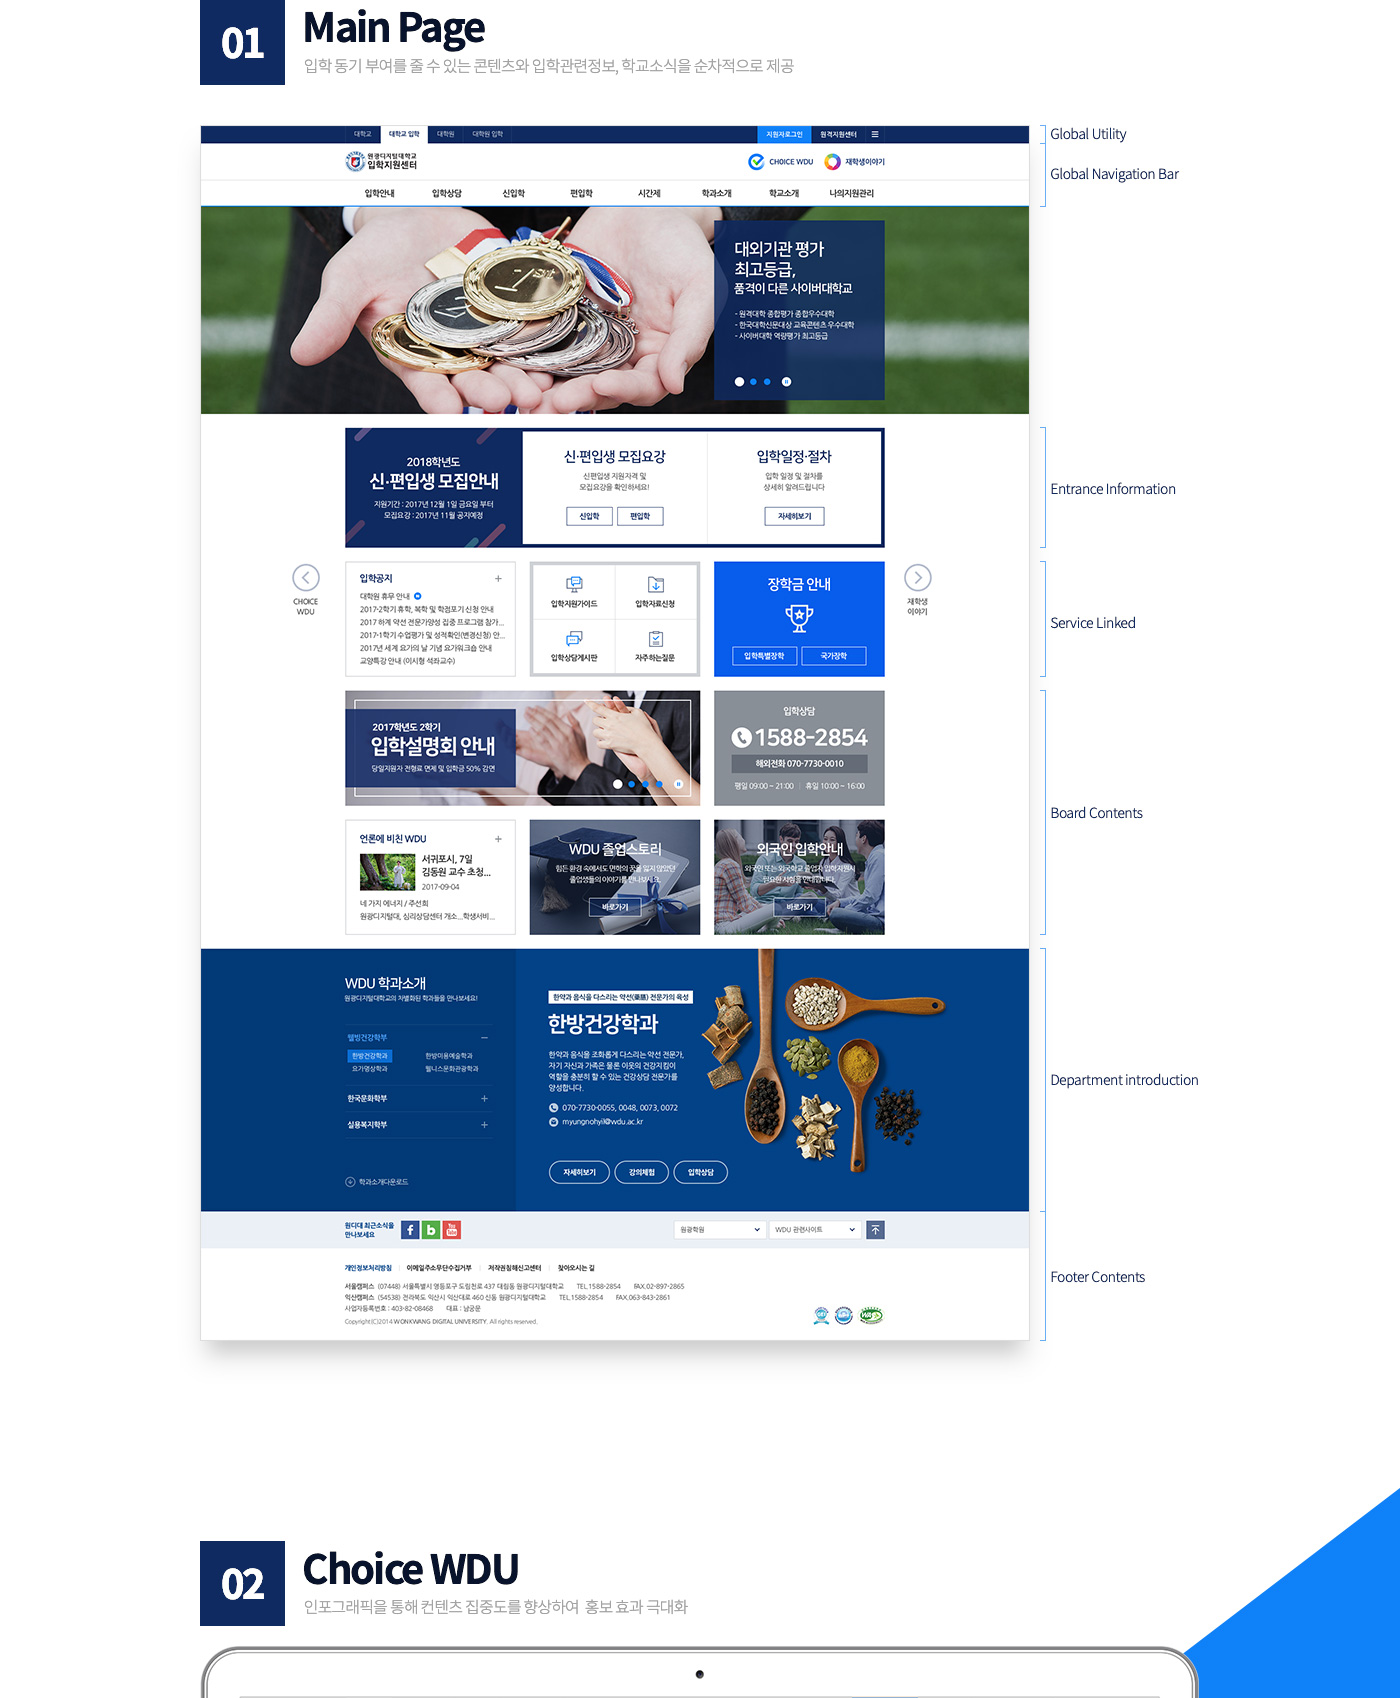 01
Main Page
입학 동기 부여를 줄 수 있는 콘텐츠와 입학관련정보, 학교소식을 순차적으로 제공
대학교 대학교 입학 대학원 대학원 입학
지원자로그인 원격지원센터
Global Utility
원광디지털대학교
입학지원센터
CHOICE WDU 재학생이야기
Global Navigation Bar
입학안내 입학상담 신입학 편입학 시간제 학과소개 학교소개 나의지원관리
대외기관 평가
최고등급,
품격이 다른 사이버대학교
- 원격대학 종합평가 종합우수대학
- 한국대학신문대상 교육콘텐츠 우수대학
- 사이버대학 역량평가 최고등급
2018학년도
신·편입생 모집안내
지원기간 : 2017년 12월 1일 금요일 부터
모집요강 : 2017년 11월 공지예정
신·편입생 모집요강
신편입생 지원자격 및
모집요강을 확인하세요!
신입학 편입학
입학일정·절차
입학 일정 및 절차를
상세히 알려드립니다
자세히보기
Entrance Information
CHOICE
WDU
입학공지
대학원 휴무 안내
2017-2학기 휴학, 복학 및 학점포기 신청 안내
2017 하계 약선 전문가양성 집중 프로그램 참가...
2017-1학기 수업평가 및 성적확인(변경신청) 안...
2017년 세계 요가의 날 기념 요가워크숍 안내
교양특강 안내 (이시형 석좌교수)
입학지원가이드 입학자료신청
입학상담게시판 자주하는질문
장학금 안내
입학특별장학 국가장학
재학생
이야기
Service Linked
2017학년도 2학기
입학설명회 안내
당일지원자 전형료 면제 및 입학금 50% 감면
입학상담
1588-2854
해외전화 070-7730-0010
평일 09:00 ~ 21:00 휴일 10:00 ~ 16:00
Board Contents
언론에 비친 WDU
서귀포시, 7일
김동원 교수 초청...
2017-09-04
네 가지 에너지 / 주선희
원광디지털대, 심리상담센터 개소...학생서비...
WDU 졸업스토리
힘든 환경 속에서도 면학의 꿈을 잃지 않았던
졸업생들의 이야기를 만나보세요.
바로가기
외국인 입학안내
외국인 또는 외국학교 졸업자 입학지원시
필요한 사항을 안내합니다.
바로가기
WDU 학과소개
원광디지털대학교의 차별화된 학과들을 만나보세요!
웰빙건강학부
한방건강학과 한방미용예술학과
요가명상학과 웰니스문화관광학과
한국문화학부
실용복지학부
학과소개다운로드
한약과 음식을 다스리는 약선(藥膳) 전문가의 육성
한방건강학과
한약과 음식을 조화롭게 다스리는 약선 전문가,
자기 자신과 가족은 물론 이웃의 건강지킴이
역할을 충분히 할 수 있는 건강상담 전문가를
양성합니다.
070-7730-0055, 0048, 0073, 0072
myungnohyil@wdu.ac.kr
자세히보기 강의체험 입학상담
Department introduction
원디대 최근소식을
만나보세요
f b You Tube
원광학원 WDU 관련사이트
개인정보처리방침 이메일주소무단수집거부 저작권침해신고센터 찾아오시는 길
서울캠퍼스 (07448) 서울특별시 영등포구 도림천로 437 대림동 원광디지털대학교 TEL.1588-2854 FAX.02-897-2865
익산캠퍼스 (54538) 전라북도 익산시 익산대로 460 신동 원광디지털대학교 TEL.1588-2854 FAX.063-843-2861
사업자등록번호 : 403-82-08468 대표 : 남궁문
Copyright(C)2014 WONKWANG DIGITAL UNIVERSITY. All rights reserved.
Footer Contents
02
Choice WDU
인포그래픽을 통해 컨텐츠 집중도를 향상하여 홍보 효과 극대화